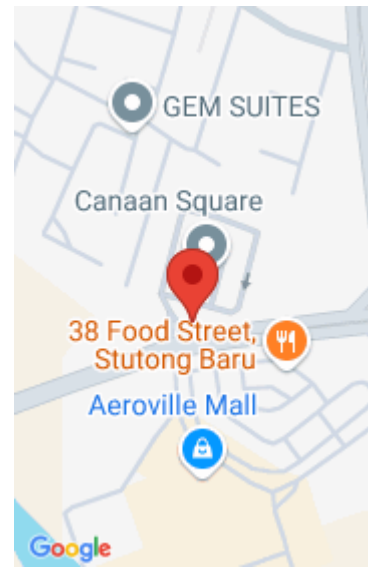 GEM SUITES
Canaan Square
38 Food Street,
Stutong Baru
Aeroville Mall
Google